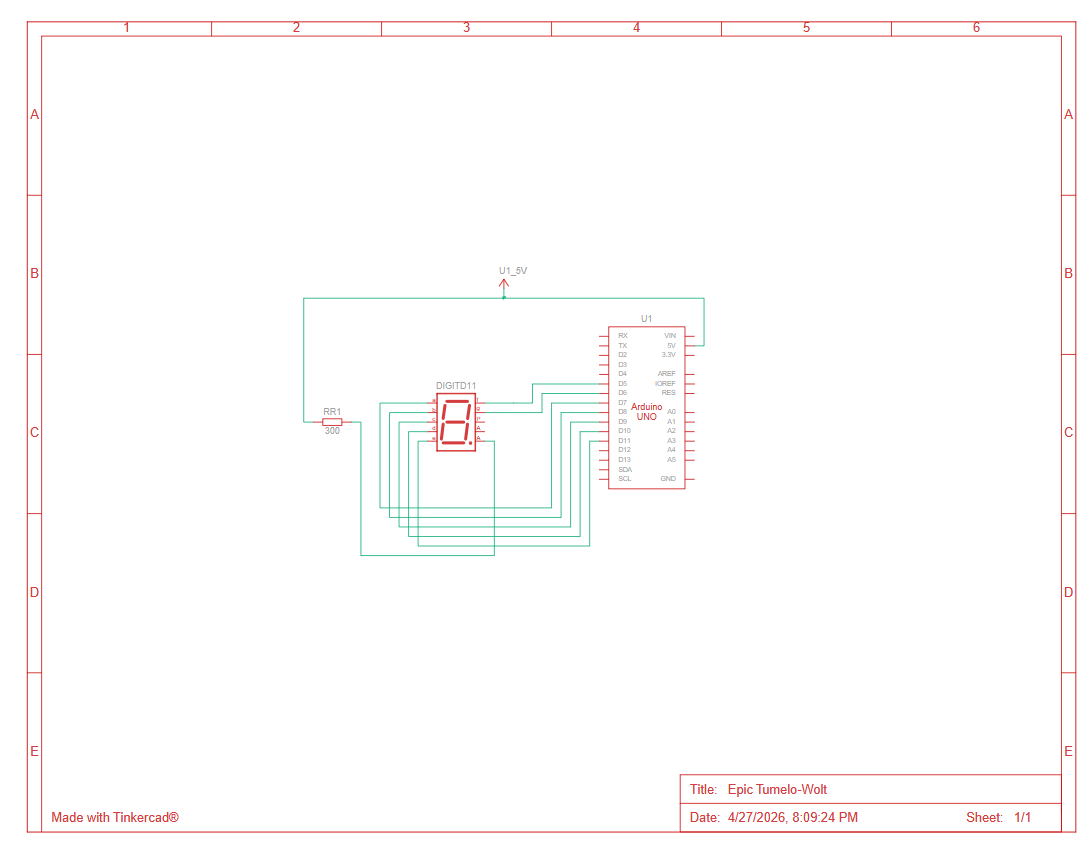 1 2 3 4 5 6
A A
B B
C C
D D
E E
U1_5V
U1
RX VIN
TX 5V
D2 3.3V
D3
D4 AREF
D5 IOREF
D6 RES
D7
Arduino
UNO
D8 A0
D9 A1
D10 A2
D11 A3
D12 A4
D13 A5
SDA
SCL GND
DIGITD11
a f
b g
c
d A
e A
RR1
300
Title: Epic Tumelo-Wolt
Date: 4/27/2026, 8:09:24 PM Sheet: 1/1
Made with Tinkercad®